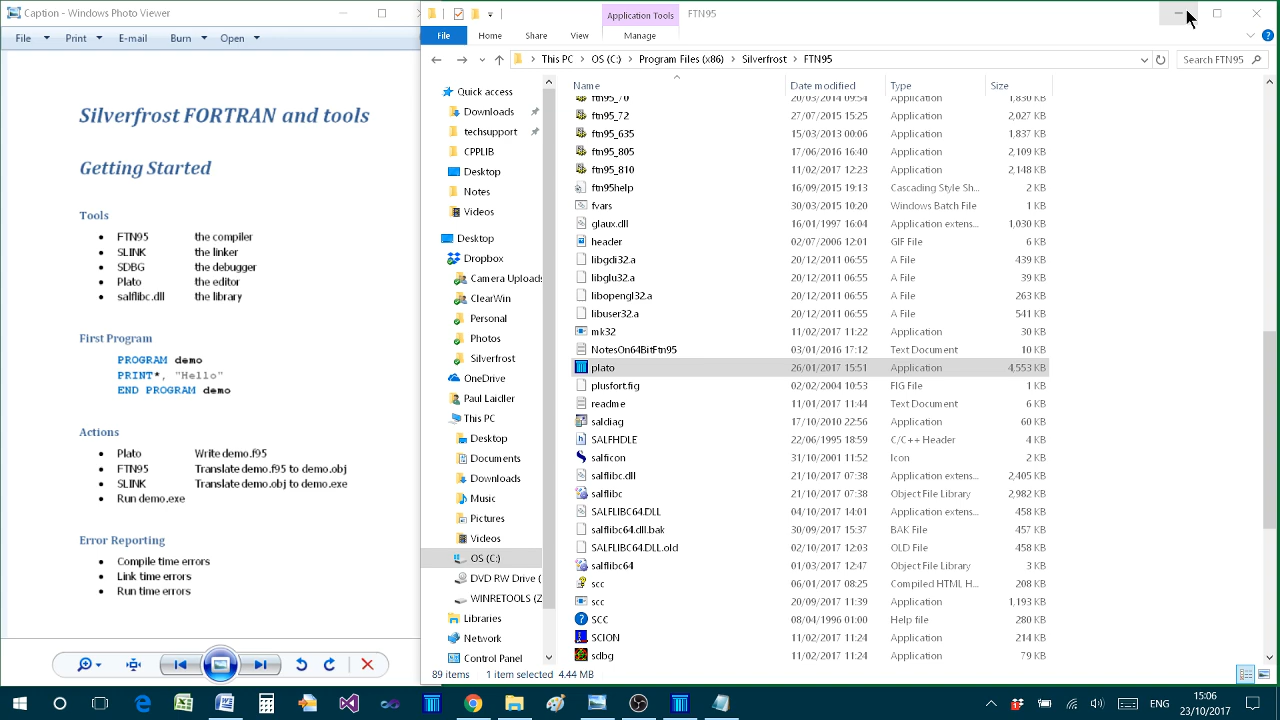 Caption - Windows Photo Viewer
File Print E-mail Burn Open
Silverfrost FORTRAN and tools
Getting Started
Tools
• FTN95 the compiler
• SLINK the linker
• SDBG the debugger
• Plato the editor
• salflibc.dll the library
First Program
PROGRAM demo
PRINT*, "Hello"
END PROGRAM demo
Actions
• Plato Write demo.f95
• FTN95 Translate demo.f95 to demo.obj
• SLINK Translate demo.obj to demo.exe
• Run demo.exe
Error Reporting
• Compile time errors
• Link time errors
• Run time errors
Application Tools FTN95
File Home Share View Manage
This PC OS (C:) Program Files (x86) Silverfrost FTN95 Search FTN95
Quick access
Downloads
techsupport
CPPLIB
Desktop
Notes
Videos
Desktop
Dropbox
Camera Uploads
ClearWin
Personal
Photos
Silverfrost
OneDrive
Paul Laidler
This PC
Desktop
Documents
Downloads
Music
Pictures
Videos
OS (C:)
DVD RW Drive (
WINRETOOLS (Z
Libraries
Network
Control Panel
Name Date modified Type Size
ftn95_70 20/03/2014 09:54 Application 1,830 KB
ftn95_72 27/07/2015 15:25 Application 2,027 KB
ftn95_635 15/03/2013 00:06 Application 1,837 KB
ftn95_805 17/06/2016 16:40 Application 2,109 KB
ftn95_810 11/02/2017 12:23 Application 2,148 KB
ftn95help 16/09/2015 19:13 Cascading Style Sh... 2 KB
fvars 30/03/2015 10:20 Windows Batch File 1 KB
glaux.dll 16/01/1997 16:04 Application extens... 1,030 KB
header 02/07/2006 12:01 GIF File 6 KB
libgdi32.a 20/12/2011 06:55 A File 439 KB
libglu32.a 20/12/2011 06:55 A File 39 KB
libopengl32.a 20/12/2011 06:55 A File 263 KB
libuser32.a 20/12/2011 06:55 A File 541 KB
mk32 11/02/2017 11:22 Application 30 KB
NotesOn64BitFtn95 03/01/2016 17:12 Text Document 10 KB
plato 26/01/2017 15:51 Application 4,553 KB
plusfort.fig 02/02/2004 10:53 FIG File 1 KB
readme 11/01/2017 11:44 Text Document 6 KB
saldiag 17/10/2010 22:56 Application 60 KB
SALFHDLE 22/06/1995 18:59 C/C++ Header 4 KB
salficon 31/10/2001 11:52 Icon 2 KB
salflibc.dll 21/10/2017 07:38 Application extens... 2,405 KB
salflibc 21/10/2017 07:38 Object File Library 2,982 KB
SALFLIBC64.DLL 04/10/2017 14:01 Application extens... 458 KB
salflibc64.dll.bak 30/09/2017 15:37 BAK File 457 KB
SALFLIBC64.DLL.old 02/10/2017 12:03 OLD File 458 KB
salflibc64 01/03/2017 12:47 Object File Library 3 KB
scc 06/01/2017 08:25 Compiled HTML H... 208 KB
scc 20/09/2017 11:39 Application 1,193 KB
SCC 08/04/1996 01:00 Help file 280 KB
SCION 11/02/2017 11:24 Application 214 KB
sdbg 11/02/2017 11:24 Application 79 KB
89 items 1 item selected 4.44 MB
ENG
15:06
23/10/2017